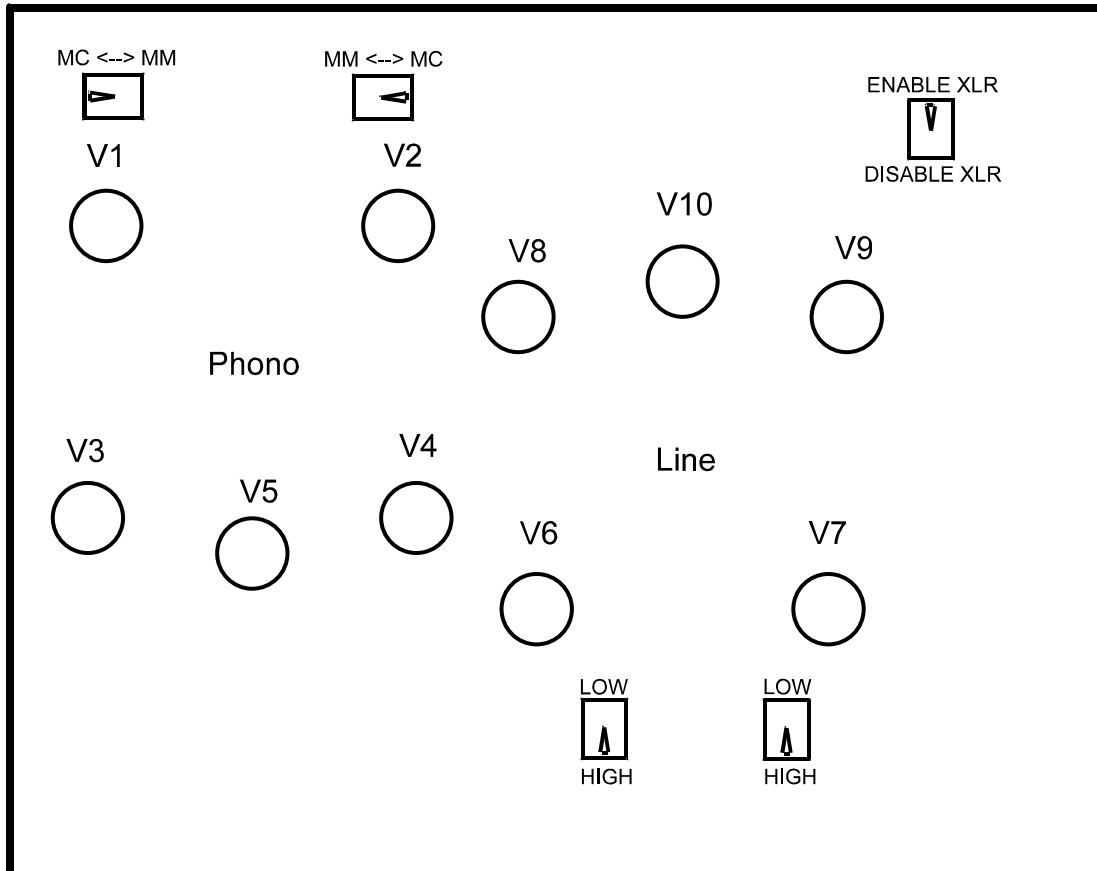 MC <--> MM
MM <--> MC
ENABLE XLR
DISABLE XLR
V1
V2
V10
V8
V9
Phono
V3
V4
Line
V5
V6
V7
LOW
LOW
HIGH
HIGH